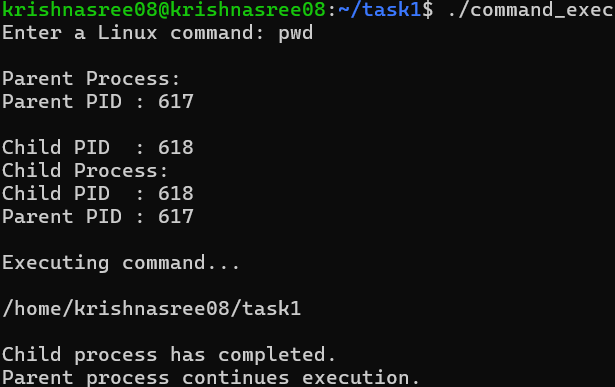 krishnasree08@krishnasree08:~/task1$ ./command_exec
Enter a Linux command: pwd
Parent Process:
Parent PID : 617
Child PID  : 618
Child Process:
Child PID  : 618
Parent PID : 617
Executing command...
/home/krishnasree08/task1
Child process has completed.
Parent process continues execution.